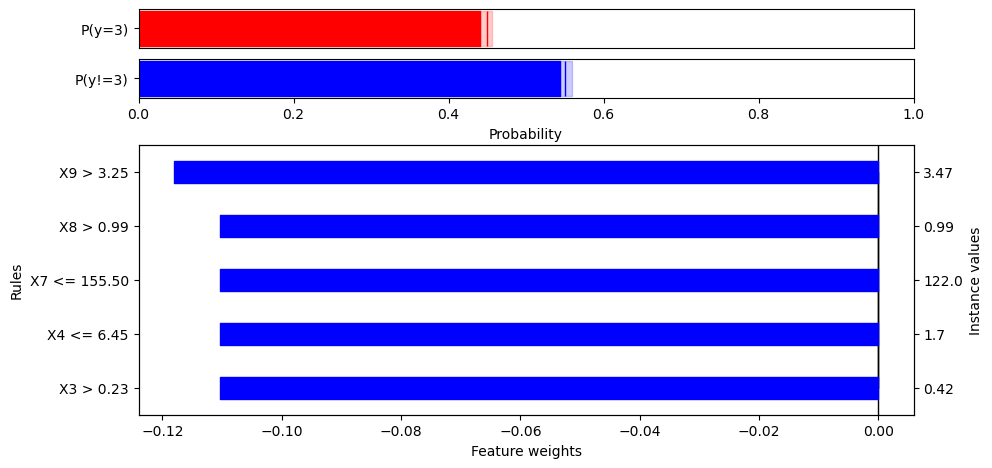 P(y=3)
P(y!=3)
0.0 0.2 0.4 0.6 0.8 1.0
Probability
X9 > 3.25 3.47
X8 > 0.99 0.99
X7 <= 155.50 122.0
X4 <= 6.45 1.7
X3 > 0.23 0.42
Rules
Instance values
−0.12 −0.10 −0.08 −0.06 −0.04 −0.02 0.00
Feature weights